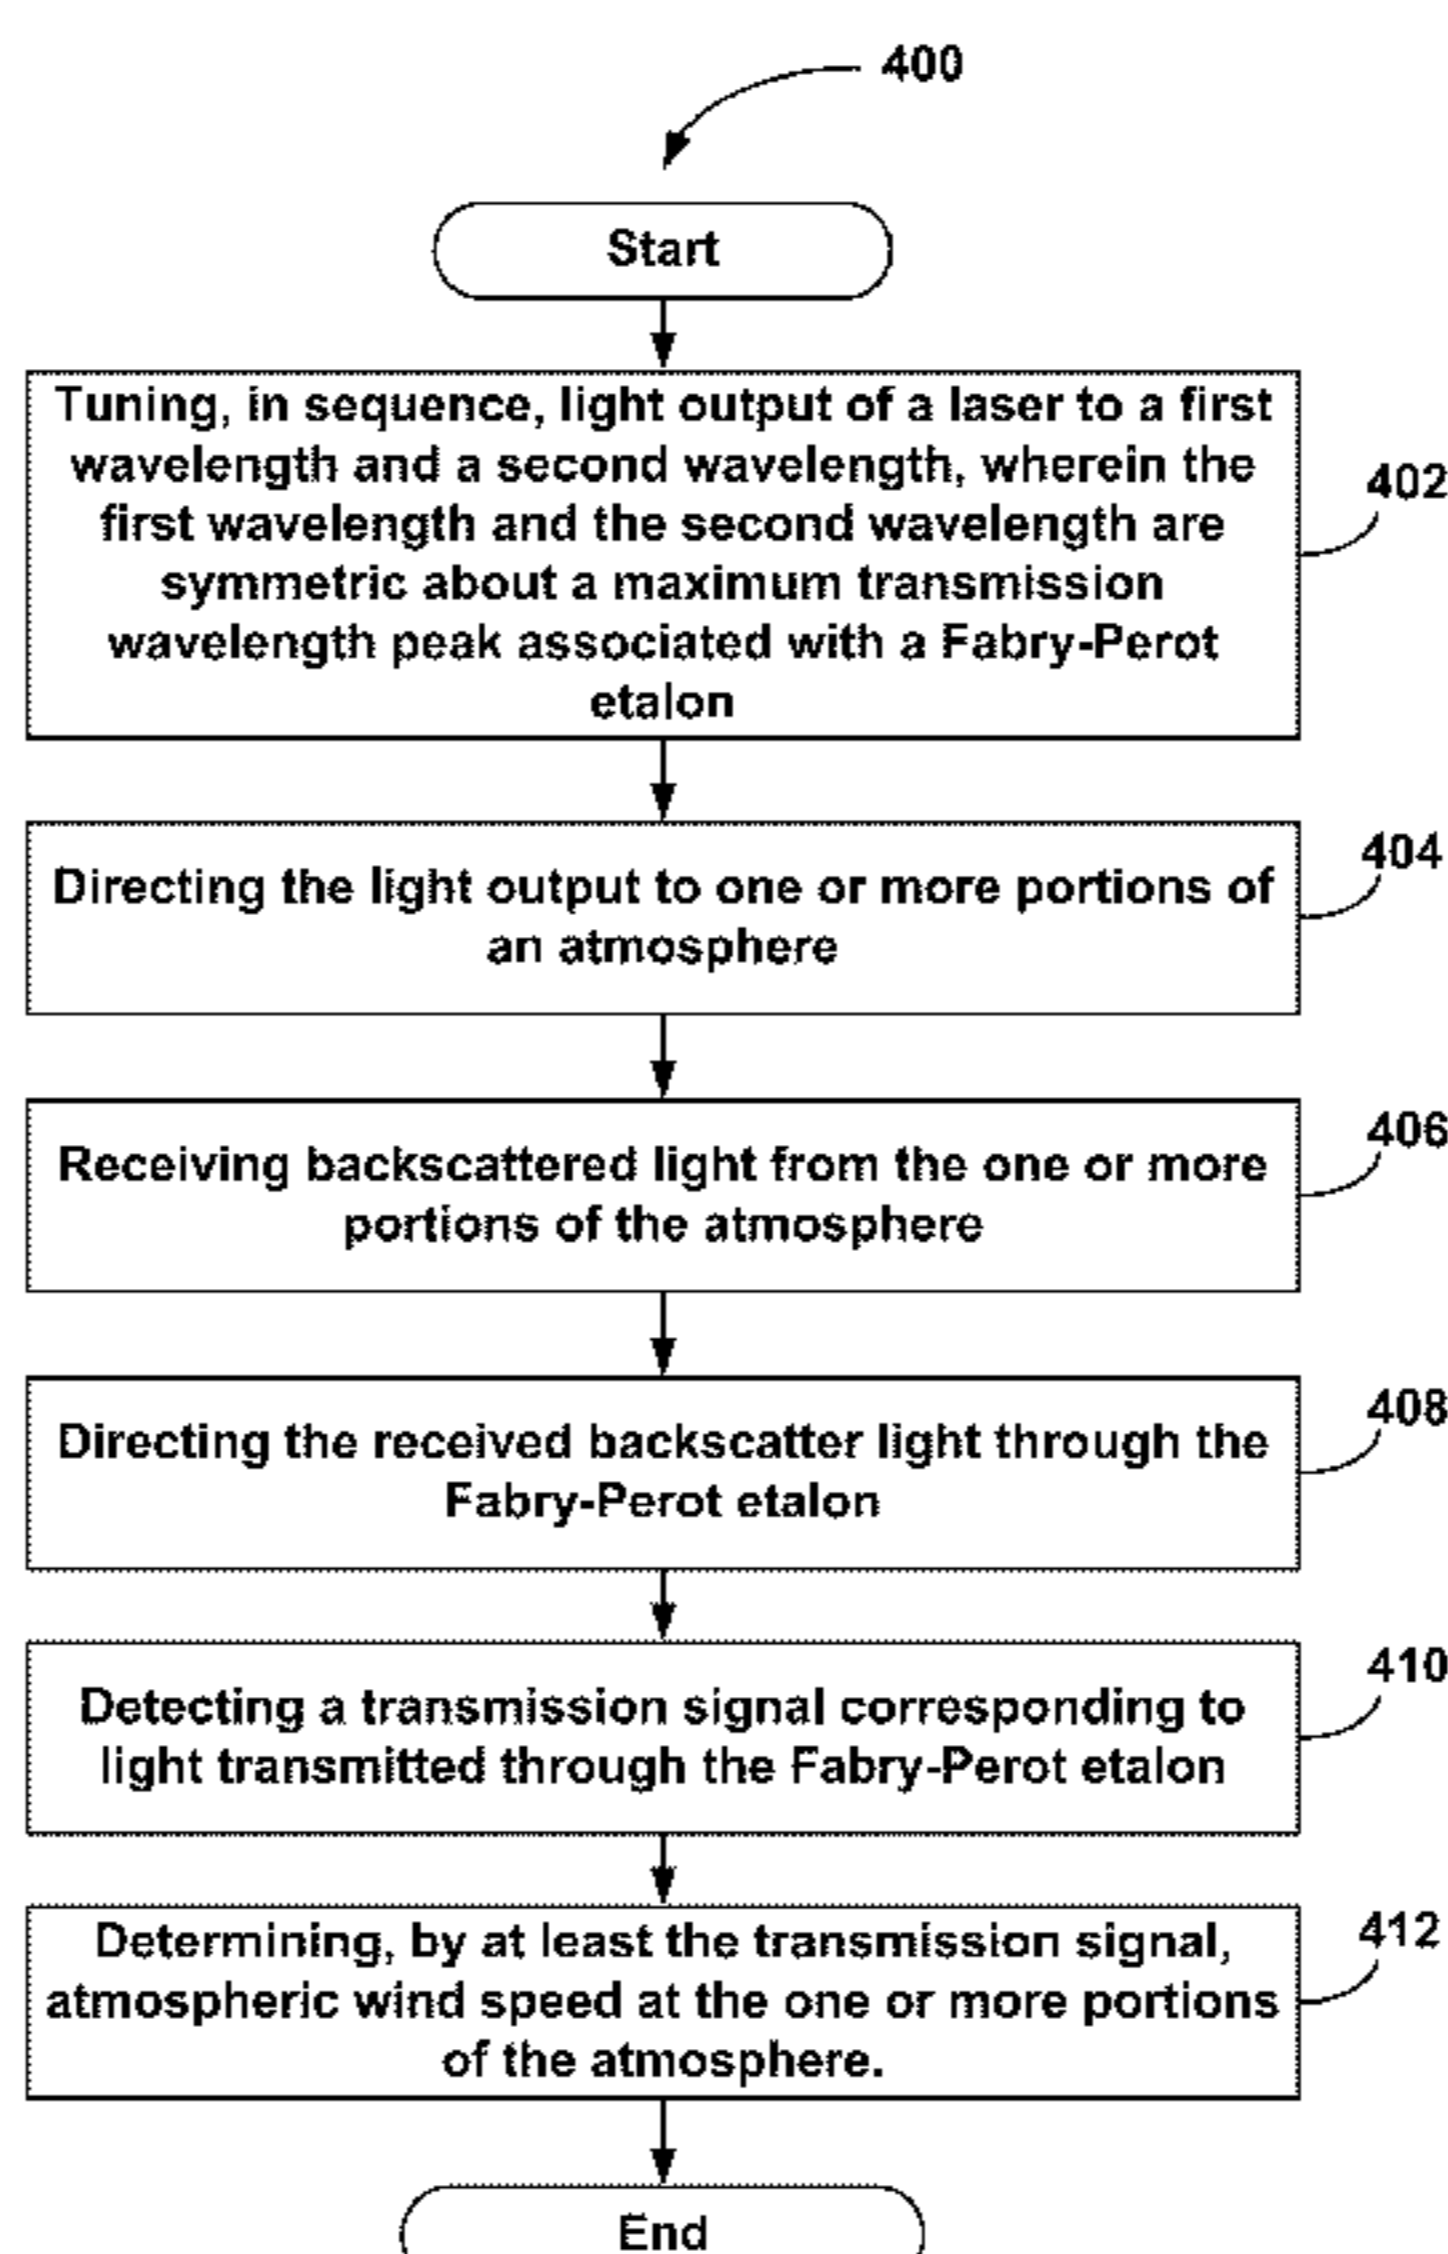 400
Start
Tuning, in sequence, light output of a laser to a first
wavelength and a second wavelength, wherein the
first wavelength and the second wavelength are
symmetric about a maximum transmission
wavelength peak associated with a Fabry-Perot
etalon
402
Directing the light output to one or more portions of
an atmosphere
404
Receiving backscattered light from the one or more
portions of the atmosphere
406
Directing the received backscatter light through the
Fabry-Perot etalon
408
Detecting a transmission signal corresponding to
light transmitted through the Fabry-Perot etalon
410
Determining, by at least the transmission signal,
atmospheric wind speed at the one or more portions
of the atmosphere.
412
End